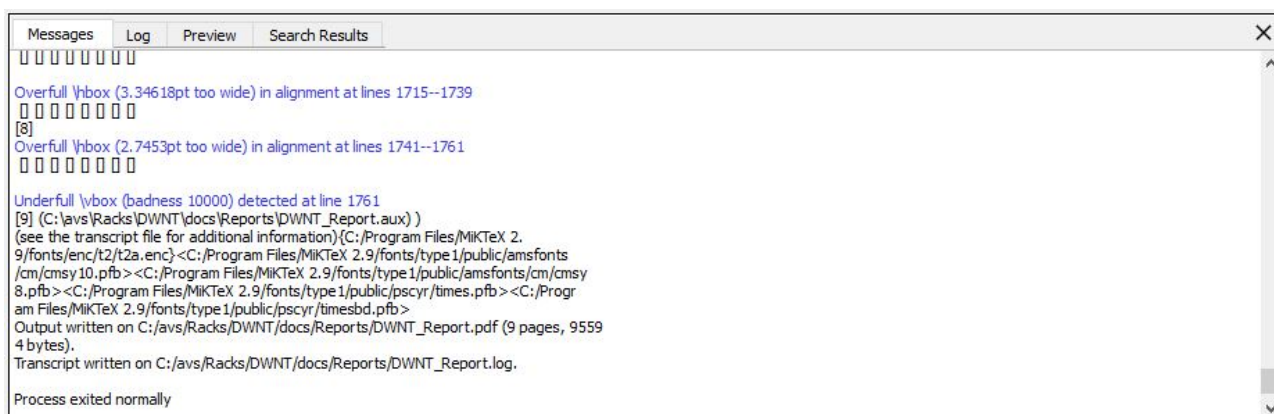 Messages Log Preview Search Results
[] [] [] [] [] [] [] []
Overfull \hbox (3.34618pt too wide) in alignment at lines 1715--1739
[] [] [] [] [] [] [] []
[8]
Overfull \hbox (2.7453pt too wide) in alignment at lines 1741--1761
[] [] [] [] [] [] [] []
Underfull \vbox (badness 10000) detected at line 1761
[9] (C:\avs\Racks\DWNT\docs\Reports\DWNT_Report.aux) )
(see the transcript file for additional information){C:/Program Files/MiKTeX 2.
9/fonts/enc/t2/t2a.enc}<C:/Program Files/MiKTeX 2.9/fonts/type1/public/amsfonts
/cm/cmsy10.pfb><C:/Program Files/MiKTeX 2.9/fonts/type1/public/amsfonts/cm/cmsy
8.pfb><C:/Program Files/MiKTeX 2.9/fonts/type1/public/pscyr/times.pfb><C:/Progr
am Files/MiKTeX 2.9/fonts/type1/public/pscyr/timesbd.pfb>
Output written on C:/avs/Racks/DWNT/docs/Reports/DWNT_Report.pdf (9 pages, 9559
4 bytes).
Transcript written on C:/avs/Racks/DWNT/docs/Reports/DWNT_Report.log.
Process exited normally